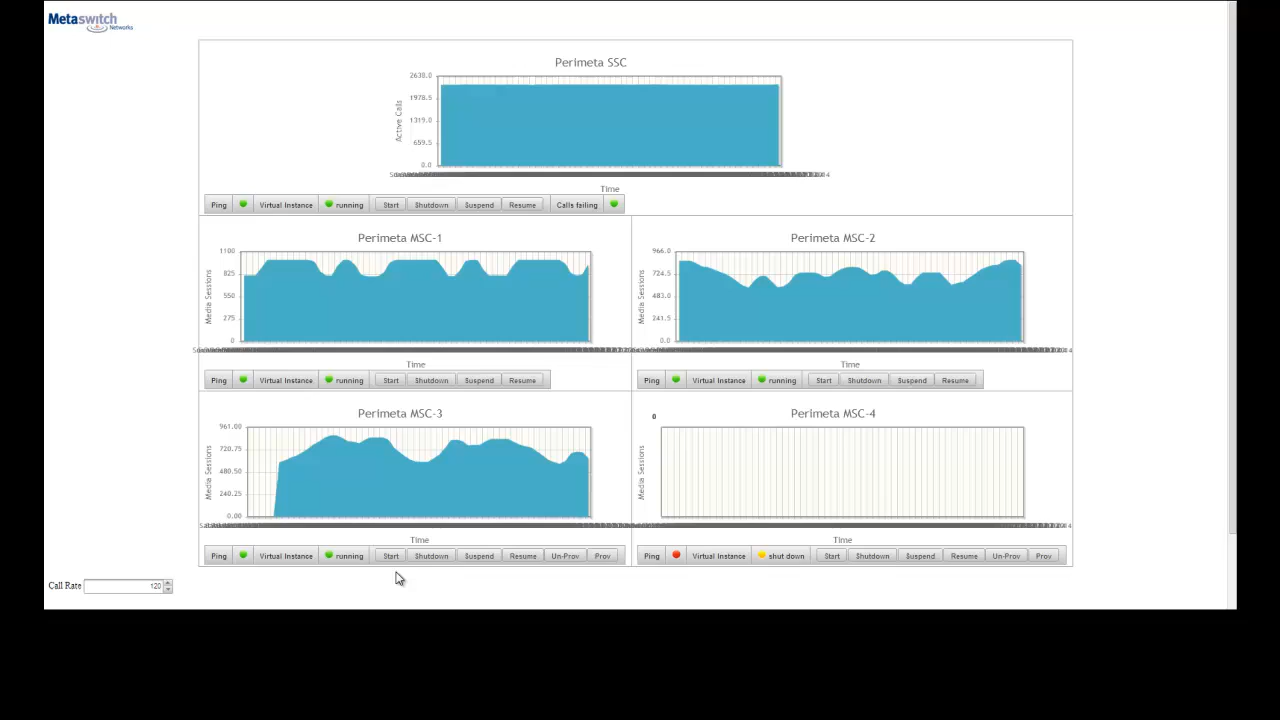 Metaswitch
Networks
Perimeta SSC
2638.0
1978.5
1319.0
659.5
0.0
Active Calls
Time
Ping
Virtual Instance
running
Start
Shutdown
Suspend
Resume
Calls failing
Perimeta MSC-1
1100
825
550
275
0
Media Sessions
Time
Ping
Virtual Instance
running
Start
Shutdown
Suspend
Resume
Perimeta MSC-2
966.0
724.5
483.0
241.5
0.0
Media Sessions
Time
Ping
Virtual Instance
running
Start
Shutdown
Suspend
Resume
Perimeta MSC-3
961.00
720.75
480.50
240.25
0.00
Media Sessions
Time
Ping
Virtual Instance
running
Start
Shutdown
Suspend
Resume
Un-Prov
Prov
Perimeta MSC-4
0
Media Sessions
Time
Ping
Virtual Instance
shut down
Start
Shutdown
Suspend
Resume
Un-Prov
Prov
Call Rate
120